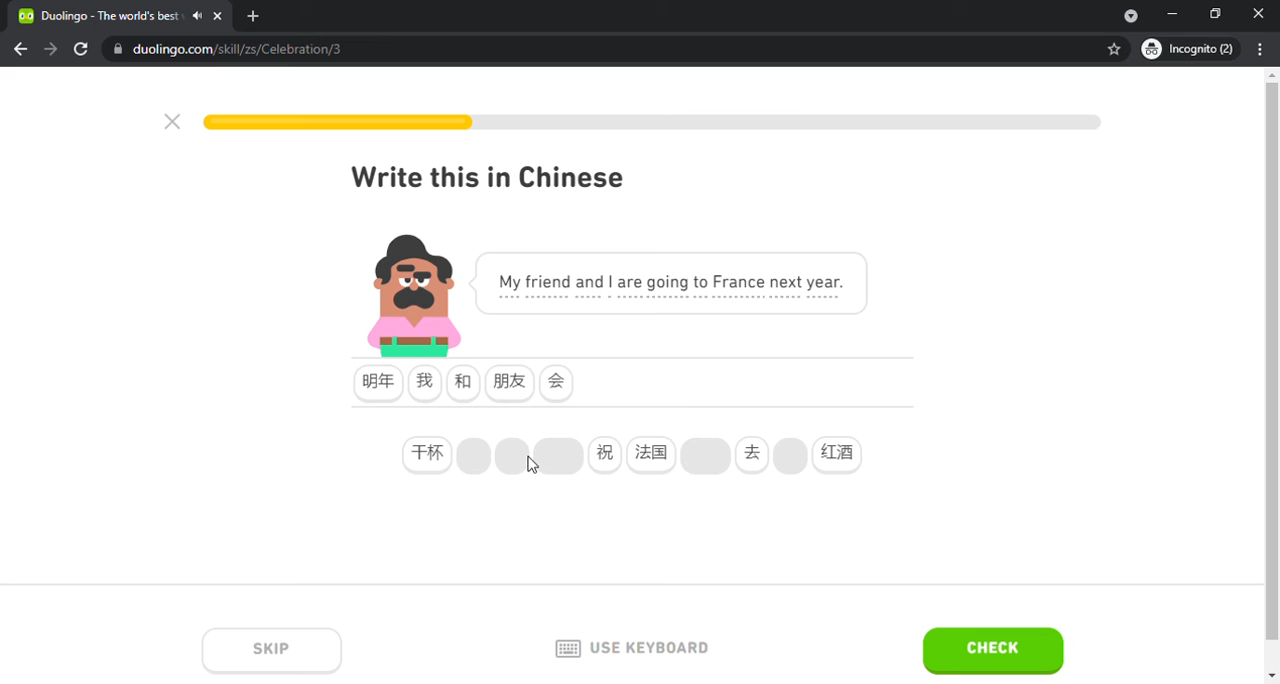 Duolingo - The world's best
duolingo.com/skill/zs/Celebration/3
Incognito (2)
Write this in Chinese
My friend and I are going to France next year.
明年 我 和 朋友 会
干杯 祝 法国 去 红酒
SKIP
USE KEYBOARD
CHECK